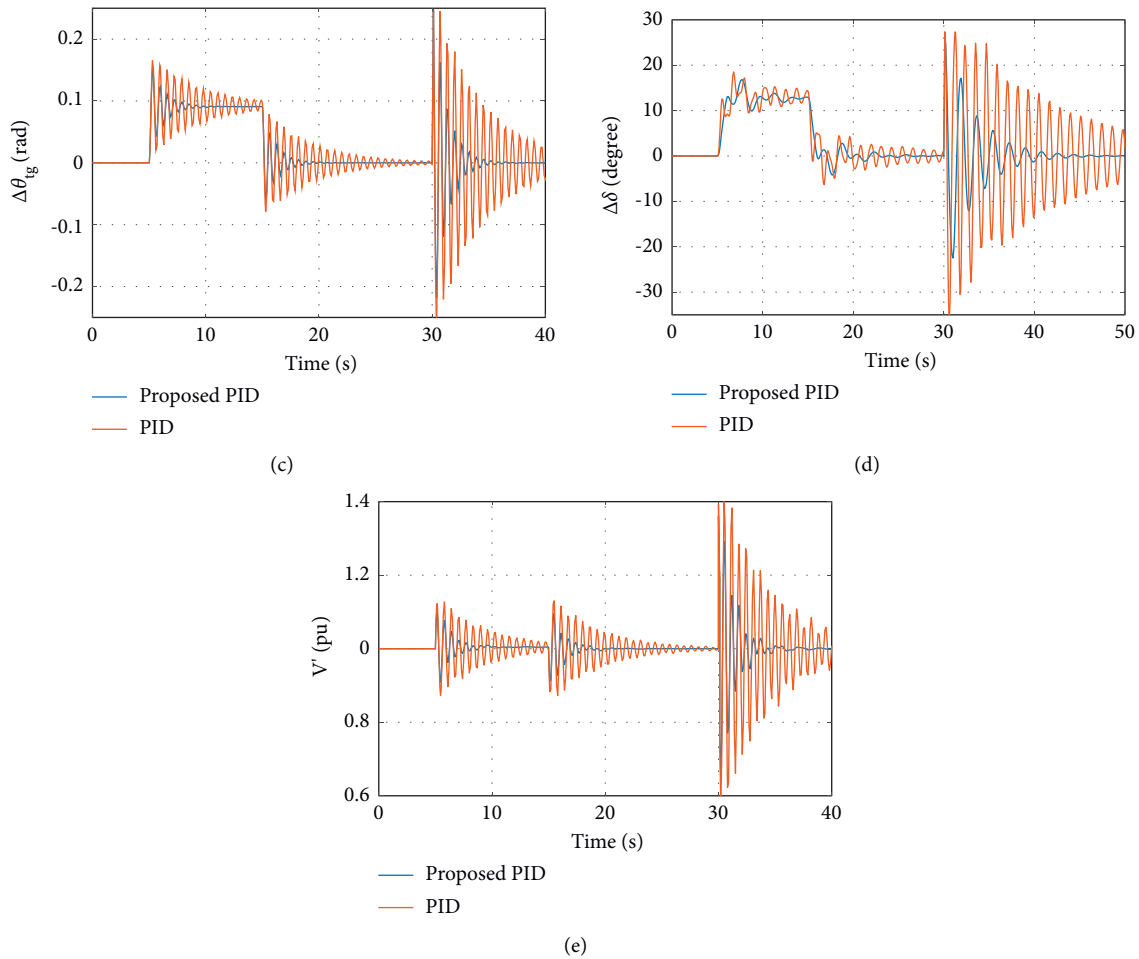 0.2
0.1
0
-0.1
-0.2
Δθtg (rad)
0 10 20 30 40
Time (s)
Proposed PID
PID
(c)
30
20
10
0
-10
-20
-30
Δδ (degree)
0 10 20 30 40 50
Time (s)
Proposed PID
PID
(d)
1.4
1.2
0
0.8
0.6
V' (pu)
0 10 20 30 40
Time (s)
Proposed PID
PID
(e)